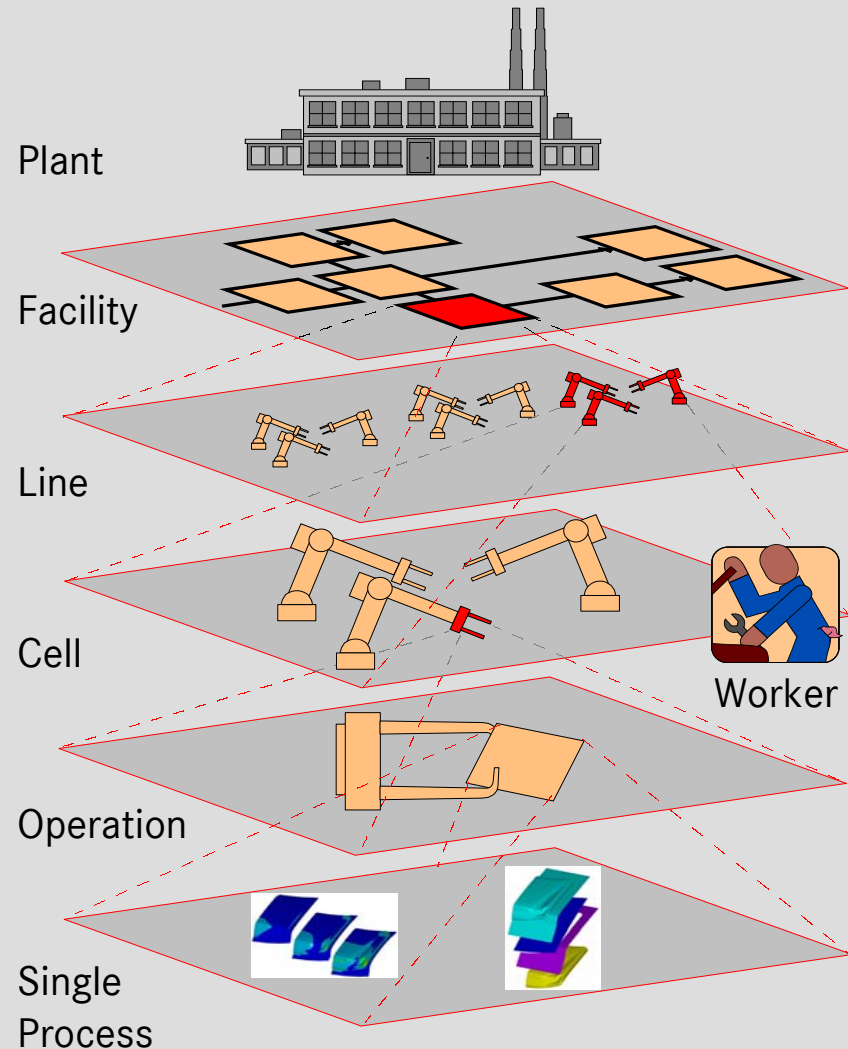 Plant
Facility
Line
Cell
Worker
Operation
Single
Process